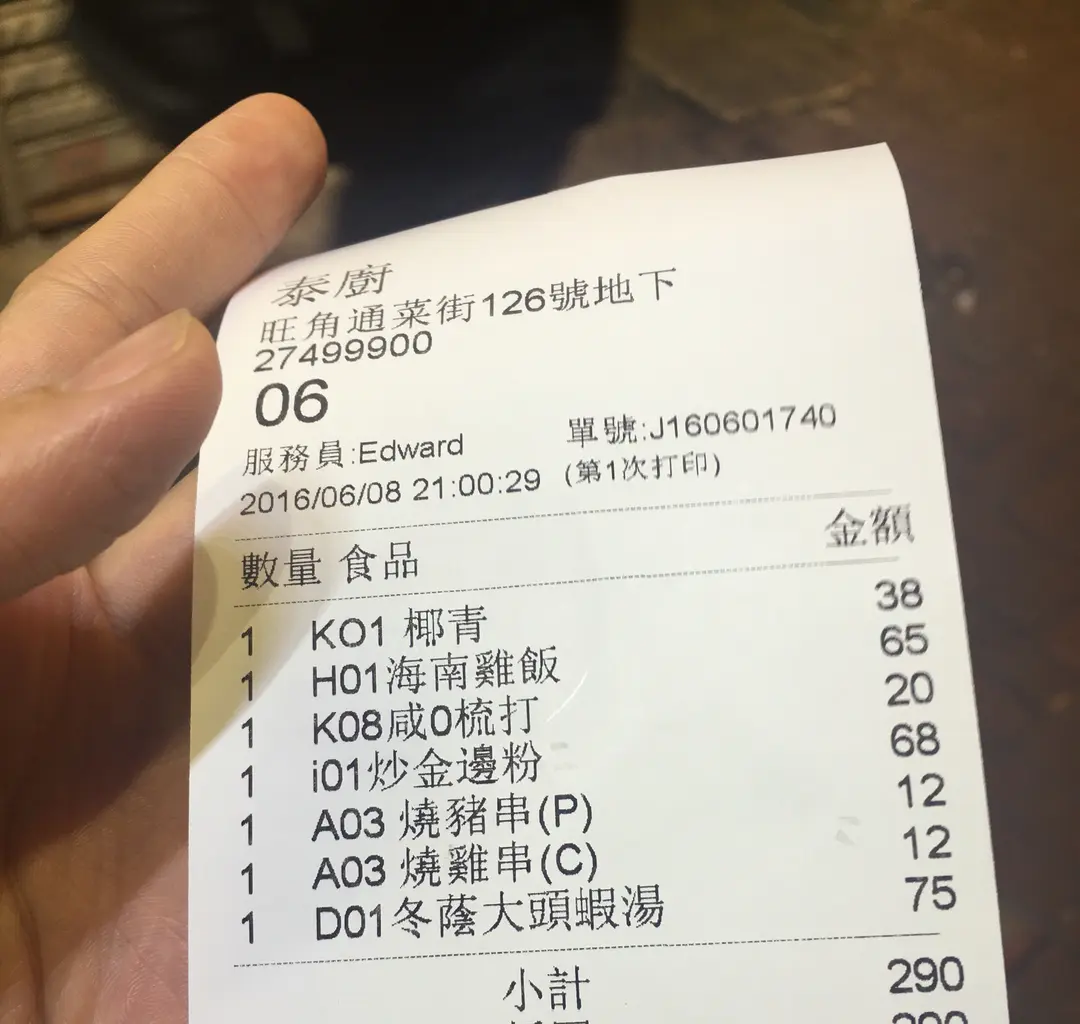 泰廚
旺角通菜街126號地下
27499900
06
服務員:Edward 單號:J160601740
2016/06/08 21:00:29 (第1次打印)
數量 食品 金額
1 KO1 椰青 38
1 H01海南雞飯 65
1 K08咸0梳打 20
1 i01炒金邊粉 68
1 A03 燒豬串(P) 12
1 A03 燒雞串(C) 12
1 D01冬蔭大頭蝦湯 75
小計 290